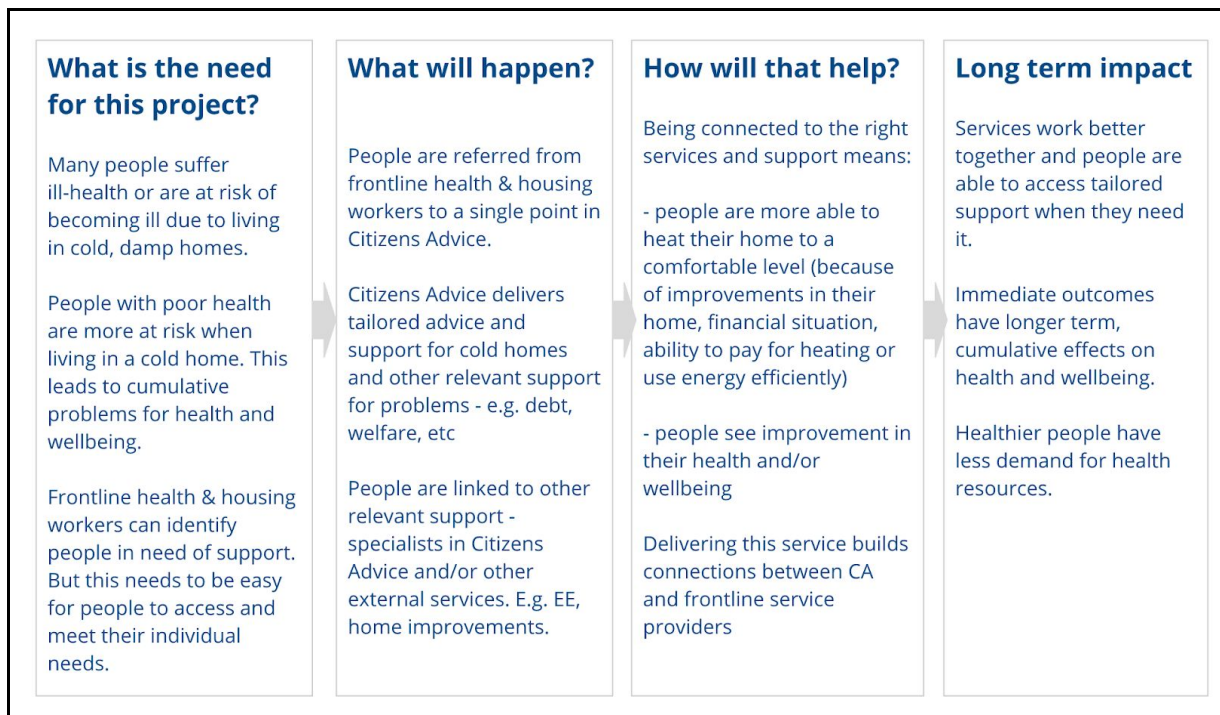 What is the need
for this project?
Many people suffer
ill-health or are at risk of
becoming ill due to living
in cold, damp homes.
People with poor health
are more at risk when
living in a cold home. This
leads to cumulative
problems for health and
wellbeing.
Frontline health & housing
workers can identify
people in need of support.
But this needs to be easy
for people to access and
meet their individual
needs.
What will happen?
People are referred from
frontline health & housing
workers to a single point in
Citizens Advice.
Citizens Advice delivers
tailored advice and
support for cold homes
and other relevant support
for problems - e.g. debt,
welfare, etc
People are linked to other
relevant support -
specialists in Citizens
Advice and/or other
external services. E.g. EE,
home improvements.
How will that help?
Being connected to the right
services and support means:
- people are more able to
heat their home to a
comfortable level (because
of improvements in their
home, financial situation,
ability to pay for heating or
use energy efficiently)
- people see improvement in
their health and/or
wellbeing
Delivering this service builds
connections between CA
and frontline service
providers
Long term impact
Services work better
together and people are
able to access tailored
support when they need
it.
Immediate outcomes
have longer term,
cumulative effects on
health and wellbeing.
Healthier people have
less demand for health
resources.